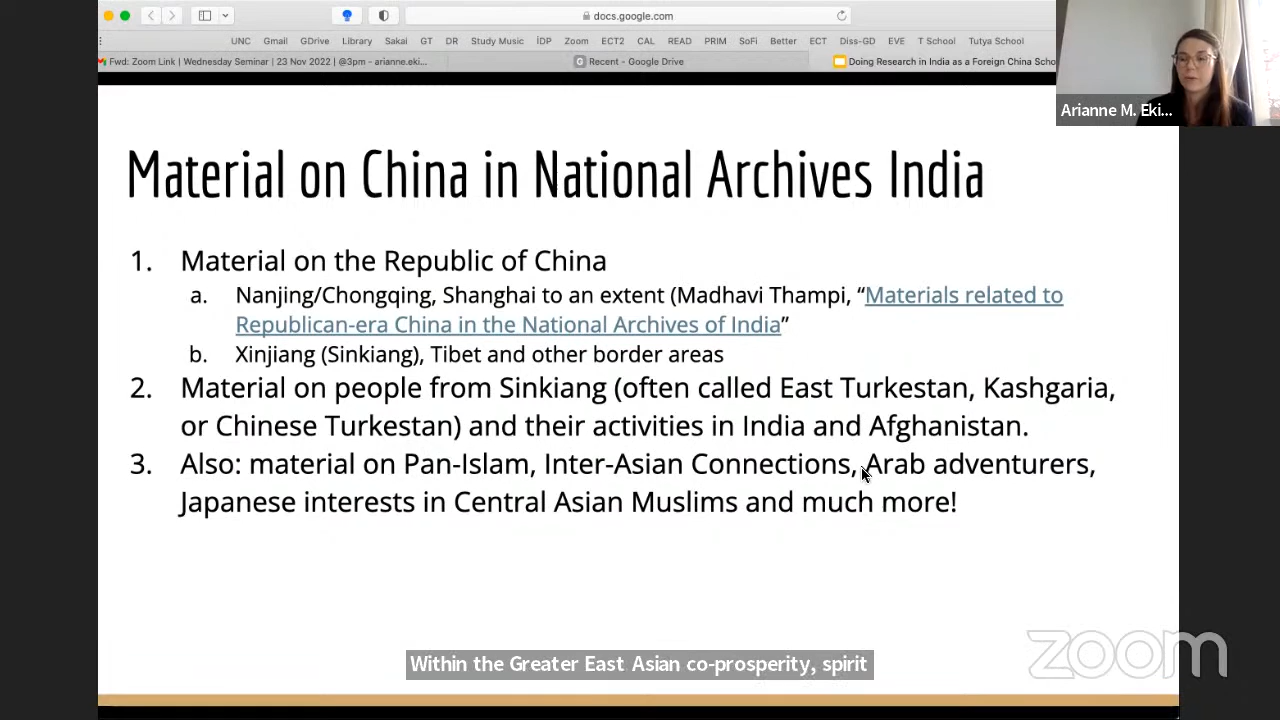 docs.google.com
UNC Gmail GDrive Library Sakai GT DR Study Music İDP Zoom ECT2 CAL READ PRIM SoFi Better ECT Diss-GD EVE T School Tutya School
Fwd: Zoom Link | Wednesday Seminar | 23 Nov 2022 | @3pm - arianne.eki...
Recent - Google Drive
Doing Research in India as a Foreign China Scho
Arianne M. Eki...
Material on China in National Archives India
1. Material on the Republic of China
a. Nanjing/Chongqing, Shanghai to an extent (Madhavi Thampi, “Materials related to
Republican-era China in the National Archives of India”
b. Xinjiang (Sinkiang), Tibet and other border areas
2. Material on people from Sinkiang (often called East Turkestan, Kashgaria,
or Chinese Turkestan) and their activities in India and Afghanistan.
3. Also: material on Pan-Islam, Inter-Asian Connections, Arab adventurers,
Japanese interests in Central Asian Muslims and much more!
Within the Greater East Asian co-prosperity, spirit
zoom